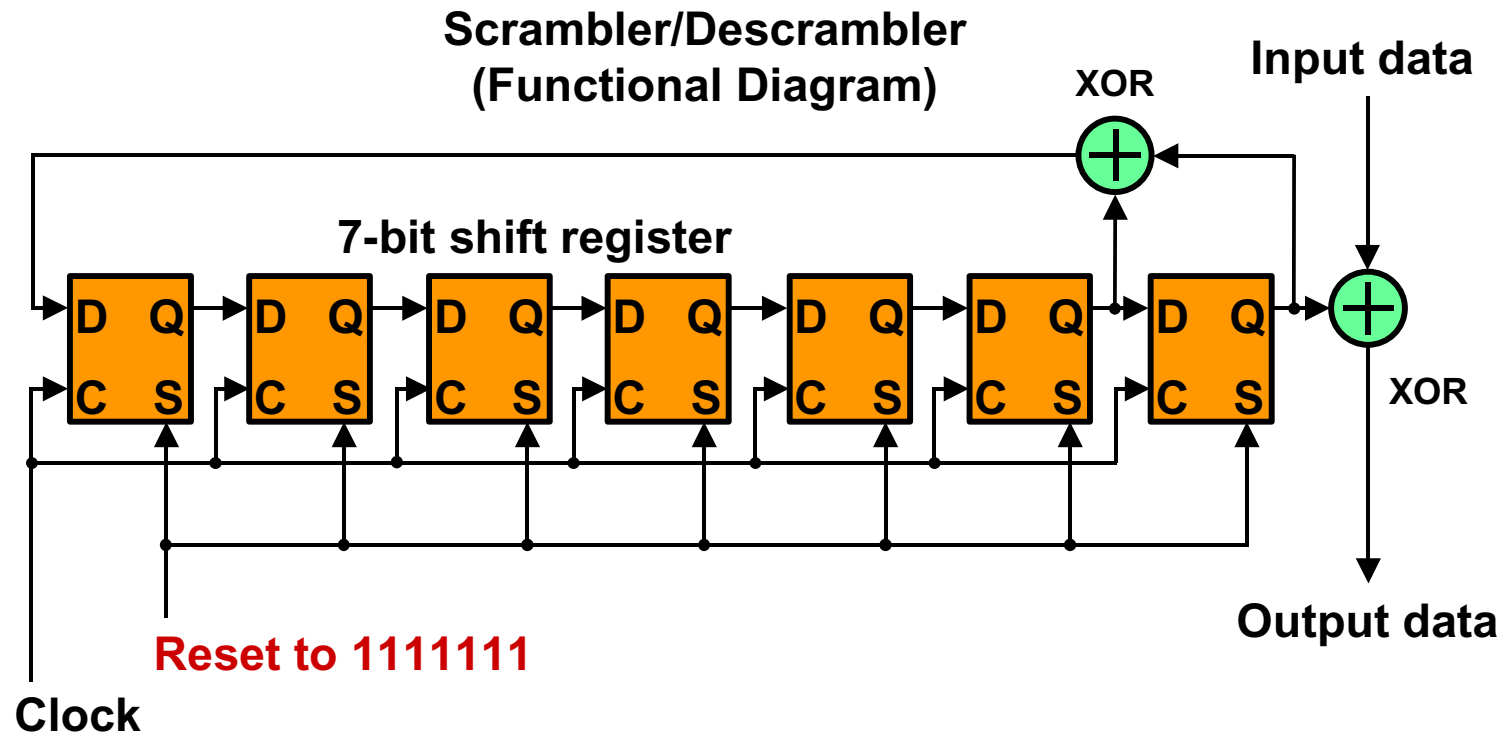 Scrambler/Descrambler
(Functional Diagram)
XOR
Input data
7-bit shift register
D Q D Q D Q D Q D Q D Q D Q
C S C S C S C S C S C S C S
XOR
Output data
Reset to 1111111
Clock